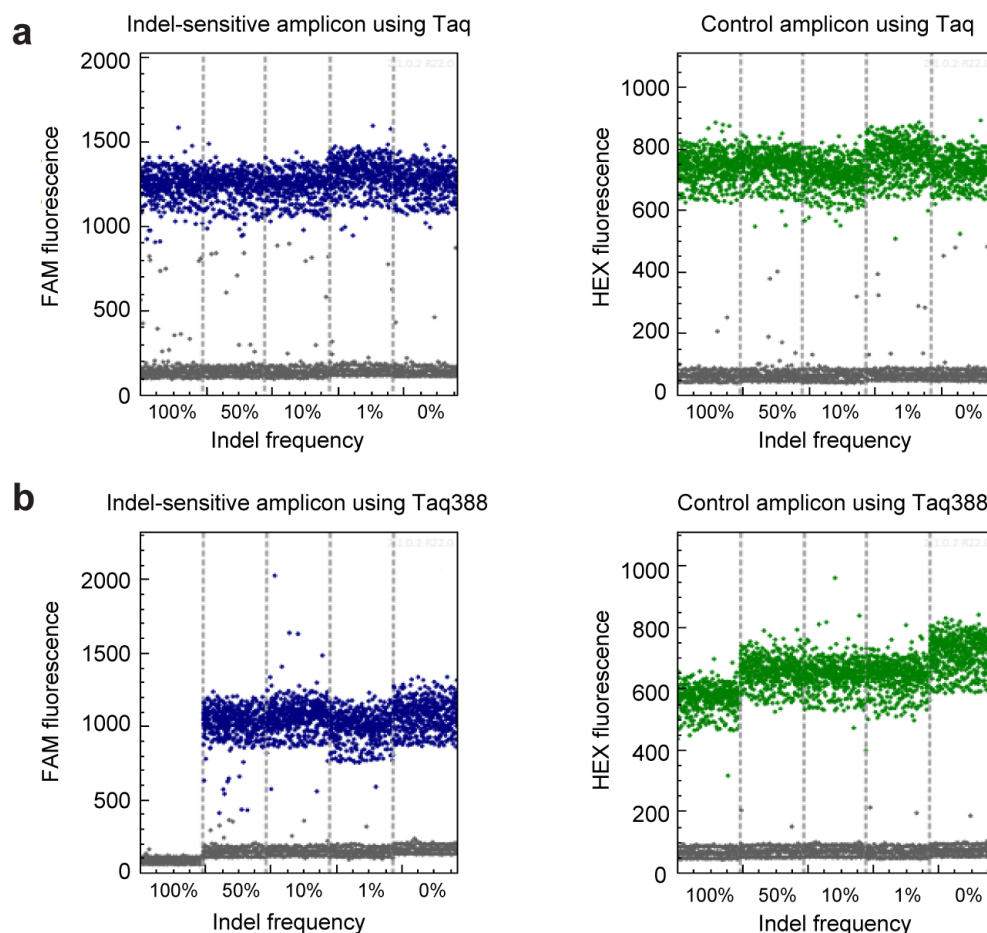 a
Indel-sensitive amplicon using Taq
Control amplicon using Taq
FAM fluorescence
2000
1500
1000
500
0
100% 50% 10% 1% 0%
Indel frequency
HEX fluorescence
1000
800
600
400
200
0
100% 50% 10% 1% 0%
Indel frequency
b
Indel-sensitive amplicon using Taq388
Control amplicon using Taq388
FAM fluorescence
2000
1500
1000
500
0
100% 50% 10% 1% 0%
Indel frequency
HEX fluorescence
1000
800
600
400
200
0
100% 50% 10% 1% 0%
Indel frequency